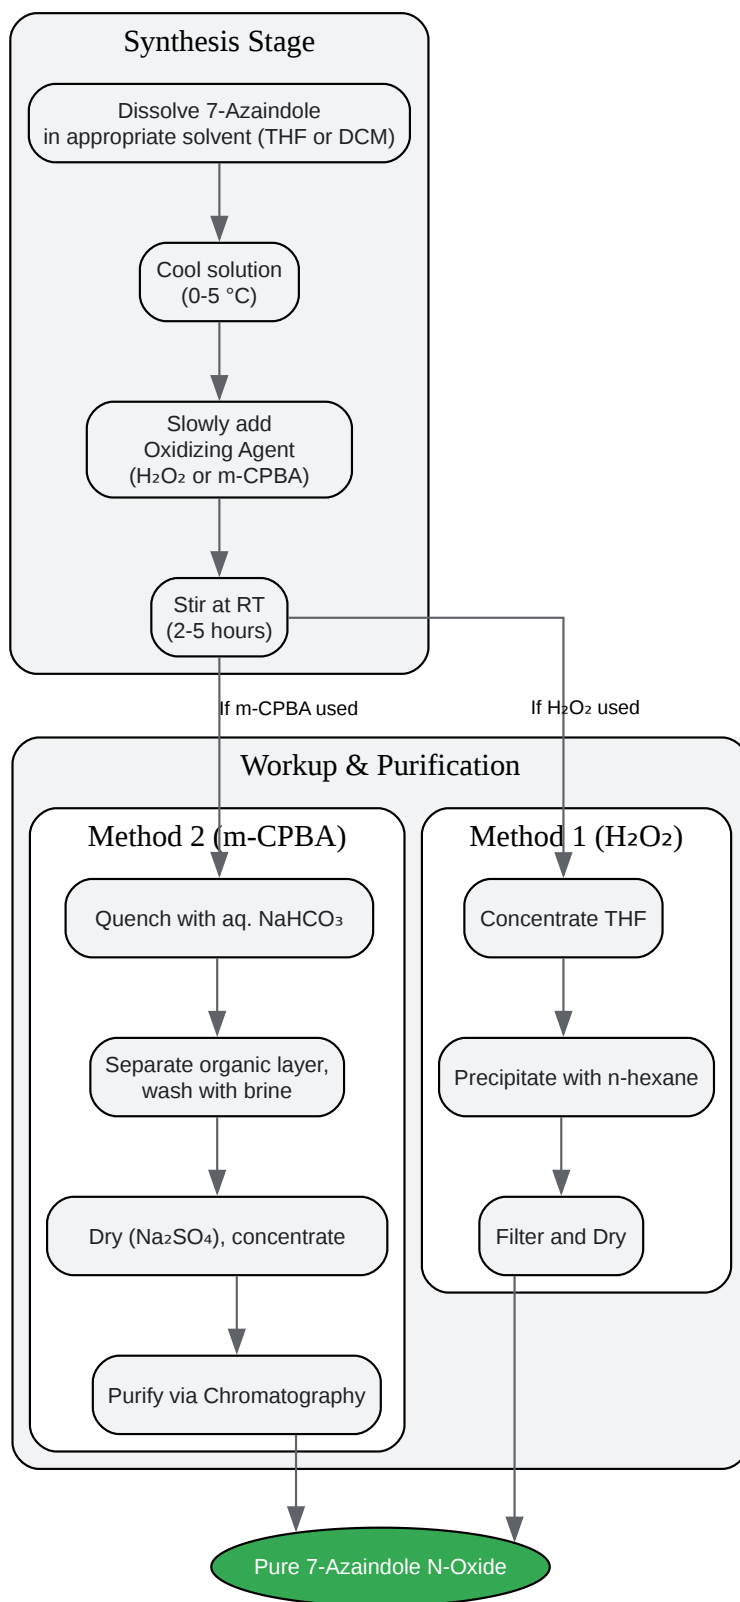 Synthesis Stage
Dissolve 7-Azaindole
in appropriate solvent (THF or DCM)
Cool solution
(0-5 °C)
Slowly add
Oxidizing Agent
(H₂O₂ or m-CPBA)
Stir at RT
(2-5 hours)
If m-CPBA used
If H₂O₂ used
Workup & Purification
Method 2 (m-CPBA)
Quench with aq. NaHCO₃
Separate organic layer,
wash with brine
Dry (Na₂SO₄), concentrate
Purify via Chromatography
Method 1 (H₂O₂)
Concentrate THF
Precipitate with n-hexane
Filter and Dry
Pure 7-Azaindole N-Oxide